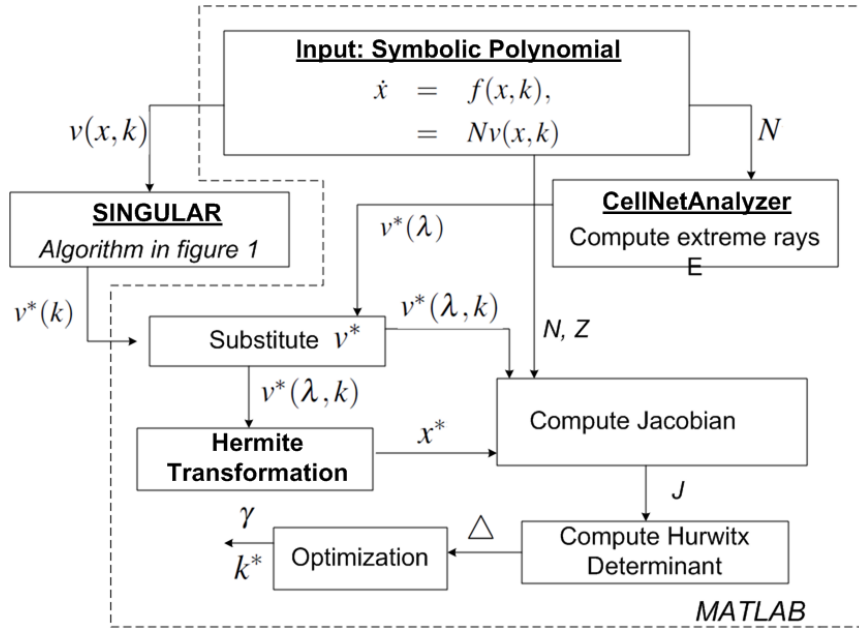 Input: Symbolic Polynomial
ẋ = f(x,k),
= Nv(x,k)
v(x,k)
N
SINGULAR
Algorithm in figure 1
CellNetAnalyzer
Compute extreme rays
E
v*(λ)
v*(k)
Substitute v*
v*(λ,k)
N, Z
v*(λ,k)
Hermite
Transformation
x*
Compute Jacobian
J
γ
k*
Optimization
△
Compute Hurwitx
Determinant
MATLAB